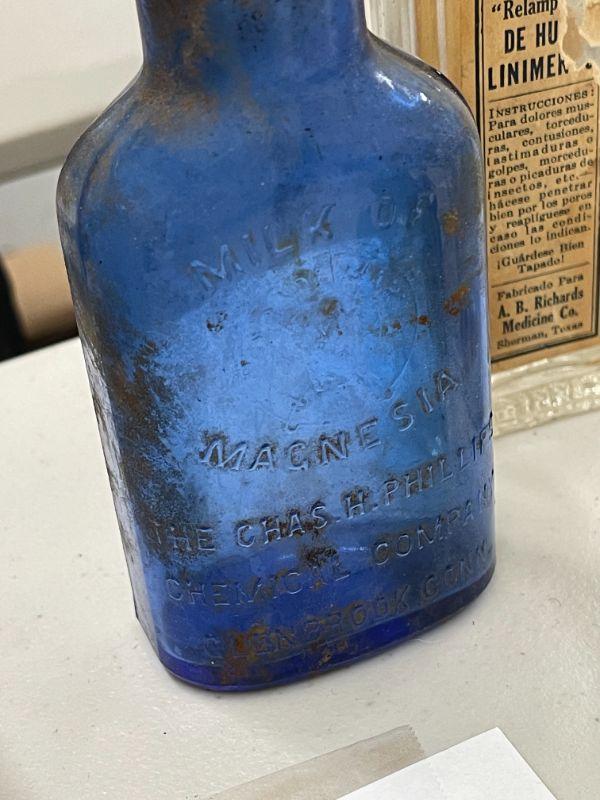 MILK OF
MAGNESIA
THE CHAS. H. PHILLIPS
CHEMICAL COMPANY
GLENBROOK CONN.
"Relamp
DE HU
LINIMEN
INSTRUCCIONES:
Para dolores mus-
culares, torcedu-
ras, contusiones,
lastimaduras o
golpes, morcedu-
ras o picaduras de
insectos, etc.—
hácese penetrar
bien por los poros
y reaplíquese en
caso las condi-
ciones lo indican.
¡Guárdese Bien
Tapado!
Fabricado Para
A. B. Richards
Medicine Co.
Sherman, Texas